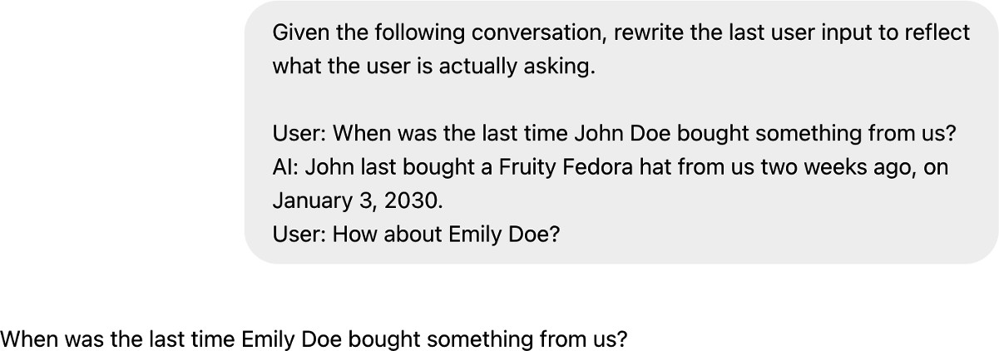 Given the following conversation, rewrite the last user input to reflect
what the user is actually asking.
User: When was the last time John Doe bought something from us?
AI: John last bought a Fruity Fedora hat from us two weeks ago, on
January 3, 2030.
User: How about Emily Doe?
When was the last time Emily Doe bought something from us?